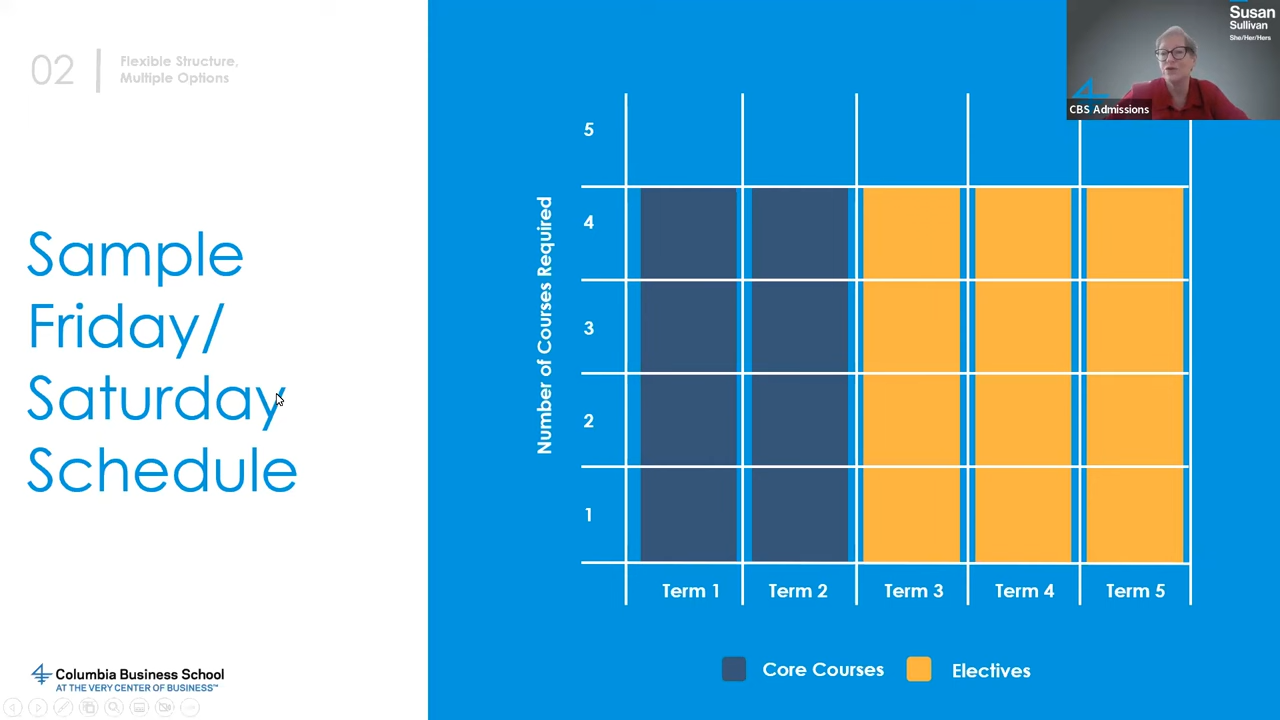 02
Flexible Structure,
Multiple Options
Sample
Friday/
Saturday
Schedule
Columbia Business School
AT THE VERY CENTER OF BUSINESS™
Number of Courses Required
5
4
3
2
1
Term 1
Term 2
Term 3
Term 4
Term 5
Core Courses
Electives
Susan
Sullivan
She/Her/Hers
CBS Admissions